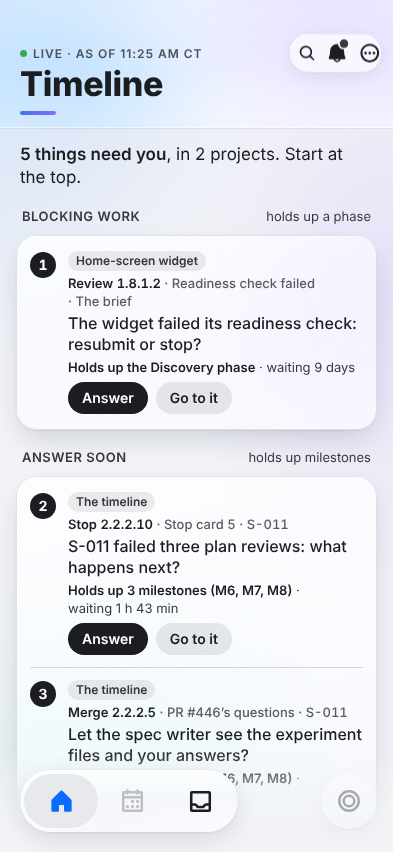 LIVE · AS OF 11:25 AM CT
Timeline
5 things need you, in 2 projects. Start at
the top.
BLOCKING WORK holds up a phase
1 Home-screen widget
Review 1.8.1.2 · Readiness check failed
· The brief
The widget failed its readiness check:
resubmit or stop?
Holds up the Discovery phase · waiting 9 days
Answer Go to it
ANSWER SOON holds up milestones
2 The timeline
Stop 2.2.2.10 · Stop card 5 · S-011
S-011 failed three plan reviews: what
happens next?
Holds up 3 milestones (M6, M7, M8) ·
waiting 1 h 43 min
Answer Go to it
3 The timeline
Merge 2.2.2.5 · PR #446’s questions · S-011
Let the spec writer see the experiment
files and your answers?
M7, M8) ·